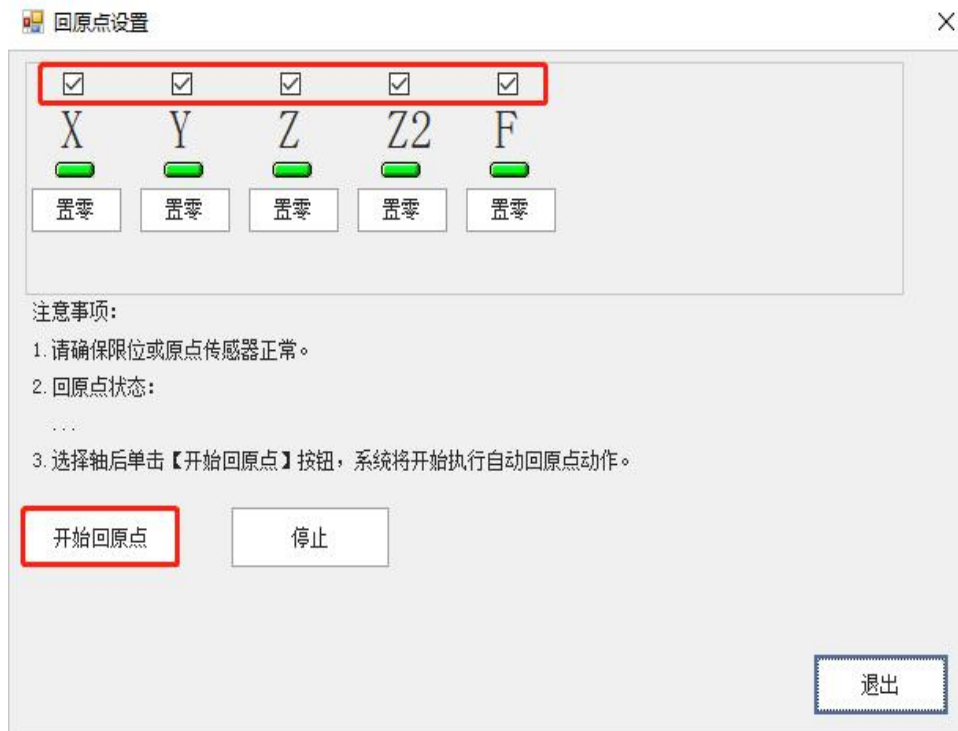 回原点设置
X Y Z Z2 F
置零 置零 置零 置零 置零
注意事项:
1.请确保限位或原点传感器正常。
2.回原点状态:
...
3.选择轴后单击【开始回原点】按钮,系统将开始执行自动回原点动作。
开始回原点 停止
退出